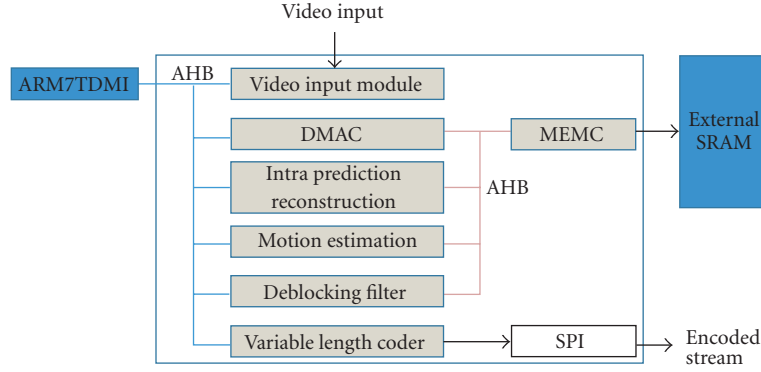 Video input
ARM7TDMI
AHB
Video input module
DMAC
MEMC
External
SRAM
Intra prediction
reconstruction
AHB
Motion estimation
Deblocking filter
Variable length coder
SPI
Encoded
stream